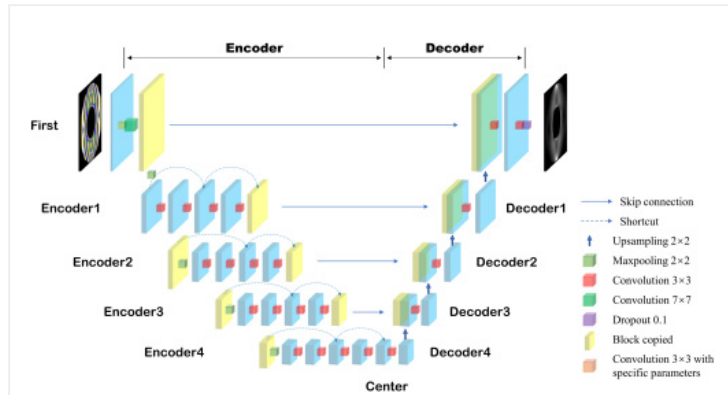 Encoder
Decoder
First
Encoder1
Decoder1
Encoder2
Decoder2
Encoder3
Decoder3
Encoder4
Decoder4
Center
Skip connection
Shortcut
Upsampling 2×2
Maxpooling 2×2
Convolution 3×3
Convolution 7×7
Dropout 0.1
Block copied
Convolution 3×3 with
specific parameters